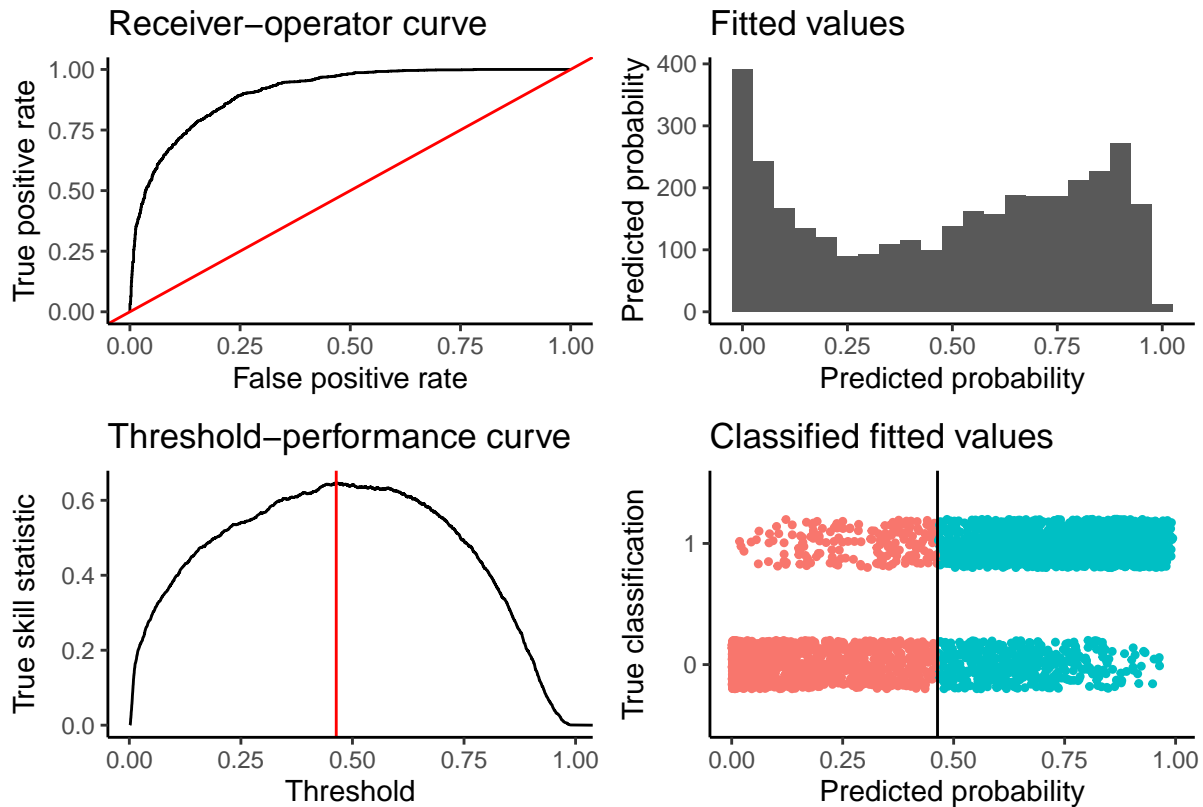 Receiver−operator curve
True positive rate
1.00
0.75
0.50
0.25
0.00
0.00 0.25 0.50 0.75 1.00
False positive rate
Fitted values
Predicted probability
400
300
200
100
0
0.00 0.25 0.50 0.75 1.00
Predicted probability
Threshold−performance curve
True skill statistic
0.6
0.4
0.2
0.0
0.00 0.25 0.50 0.75 1.00
Threshold
Classified fitted values
True classification
1
0
0.00 0.25 0.50 0.75 1.00
Predicted probability